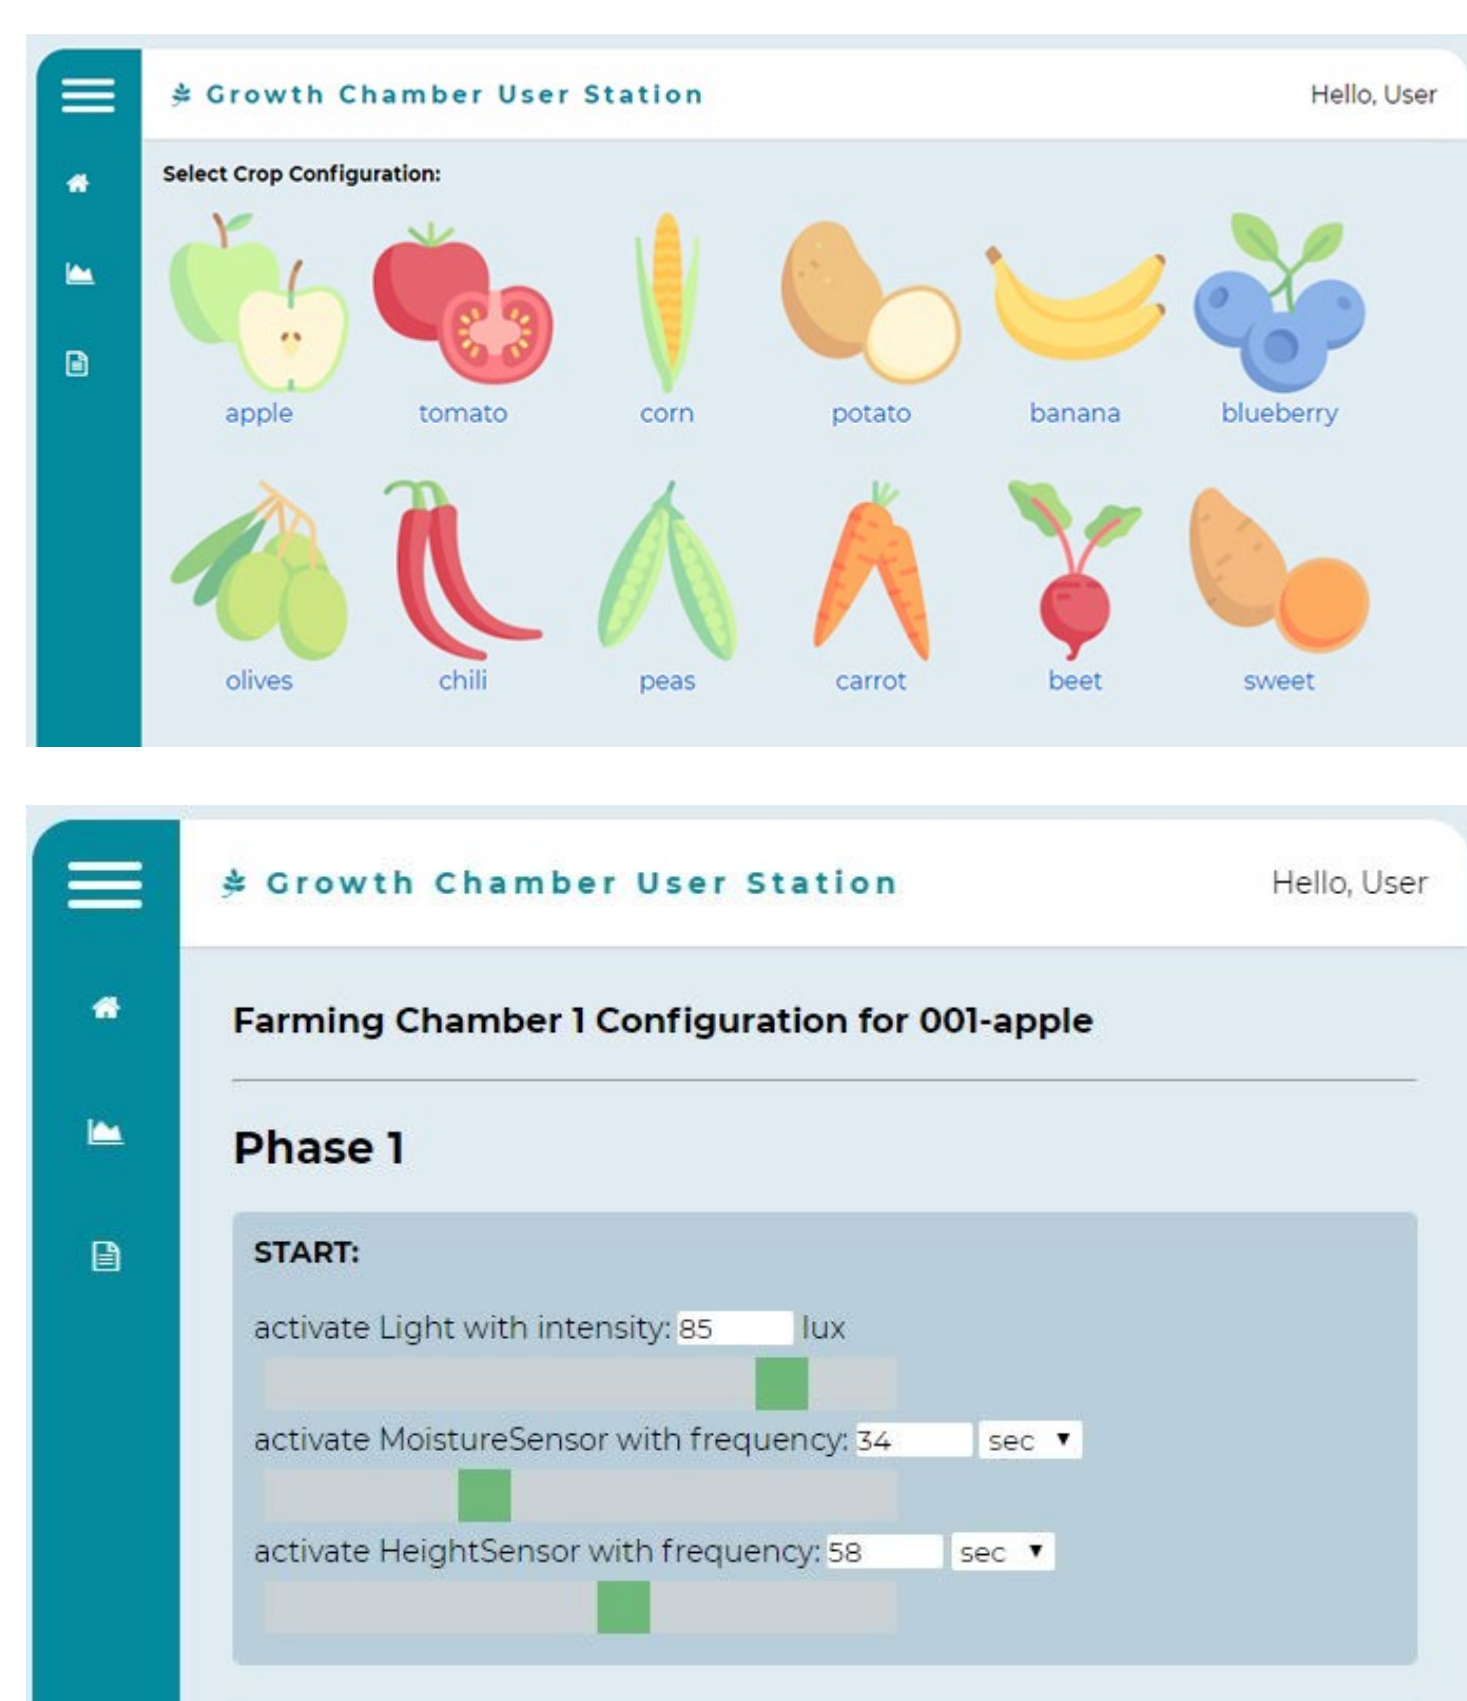 Growth Chamber User Station
Hello, User
Select Crop Configuration:
apple tomato corn potato banana blueberry
olives chili peas carrot beet sweet
Growth Chamber User Station
Hello, User
Farming Chamber 1 Configuration for 001-apple
Phase 1
START:
activate Light with intensity: 85 lux
activate MoistureSensor with frequency: 34 sec
activate HeightSensor with frequency: 58 sec